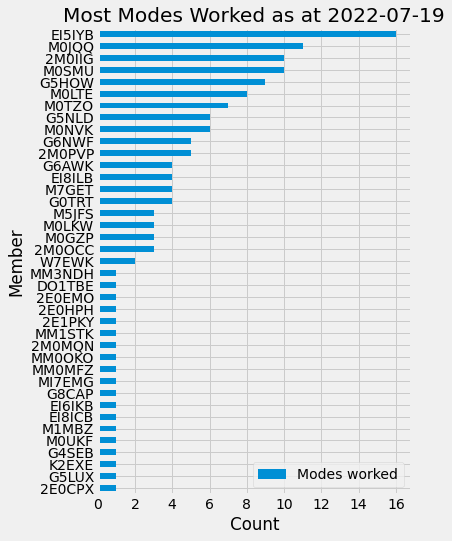 Most Modes Worked as at 2022-07-19
EI5IYB
M0JQQ
2M0IIG
M0SMU
G5HOW
M0LTE
M0TZO
G5NLD
M0NVK
G6NWF
2M0PVP
G6AWK
EI8ILB
M7GET
G0TRT
M5JFS
M0LKW
M0GZP
2M0OCC
W7EWK
MM3NDH
DO1TBE
2E0EMO
2E0HPH
2E1PKY
MM1STK
2M0MQN
MM0OKO
MM0MFZ
MI7EMG
G8CAP
EI6IKB
EI8ICB
M1MBZ
M0UKF
G4SEB
K2EXE
G5LUX
2E0CPX
Member
Modes worked
0 2 4 6 8 10 12 14 16
Count